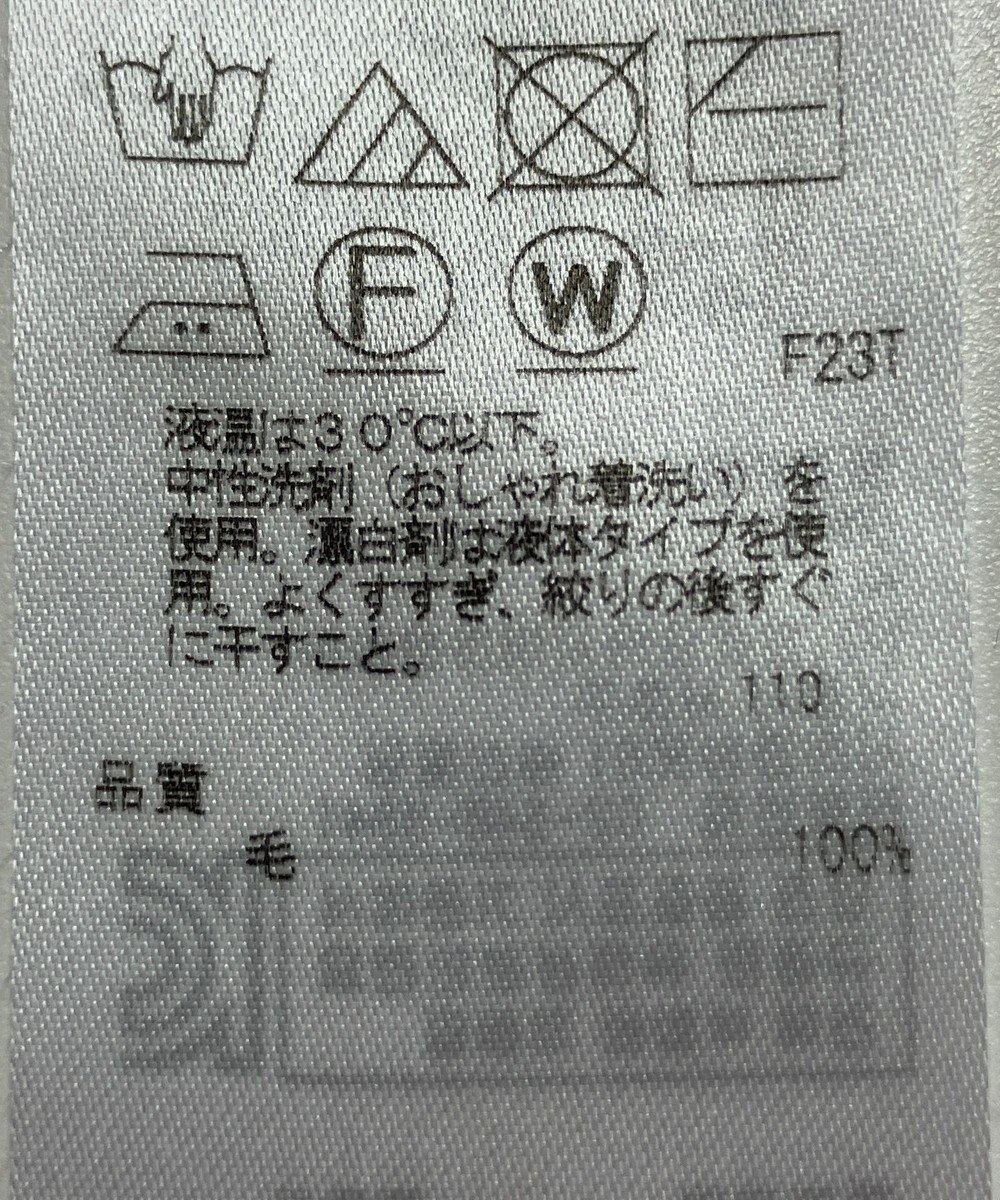 F W
F23T
液温は30℃以下。
中性洗剤(おしゃれ着洗い)を
使用。漂白剤は液体タイプを使
用。よくすすぎ、絞りの後すぐ
に干すこと。
110
品質
毛 100%